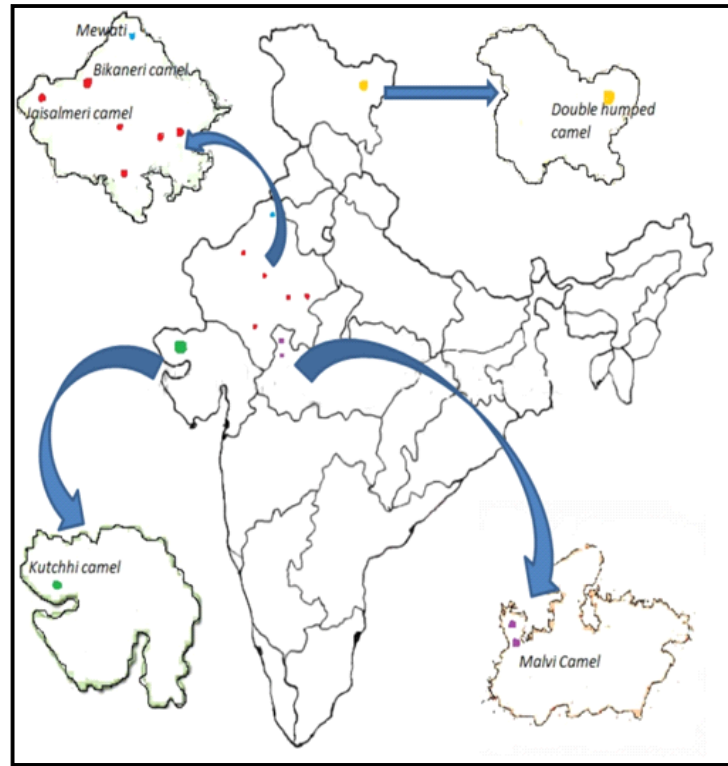 Mewati
Bikaneri camel
Jaisalmeri camel
Double humped
camel
Kutchhi camel
Malvi Camel